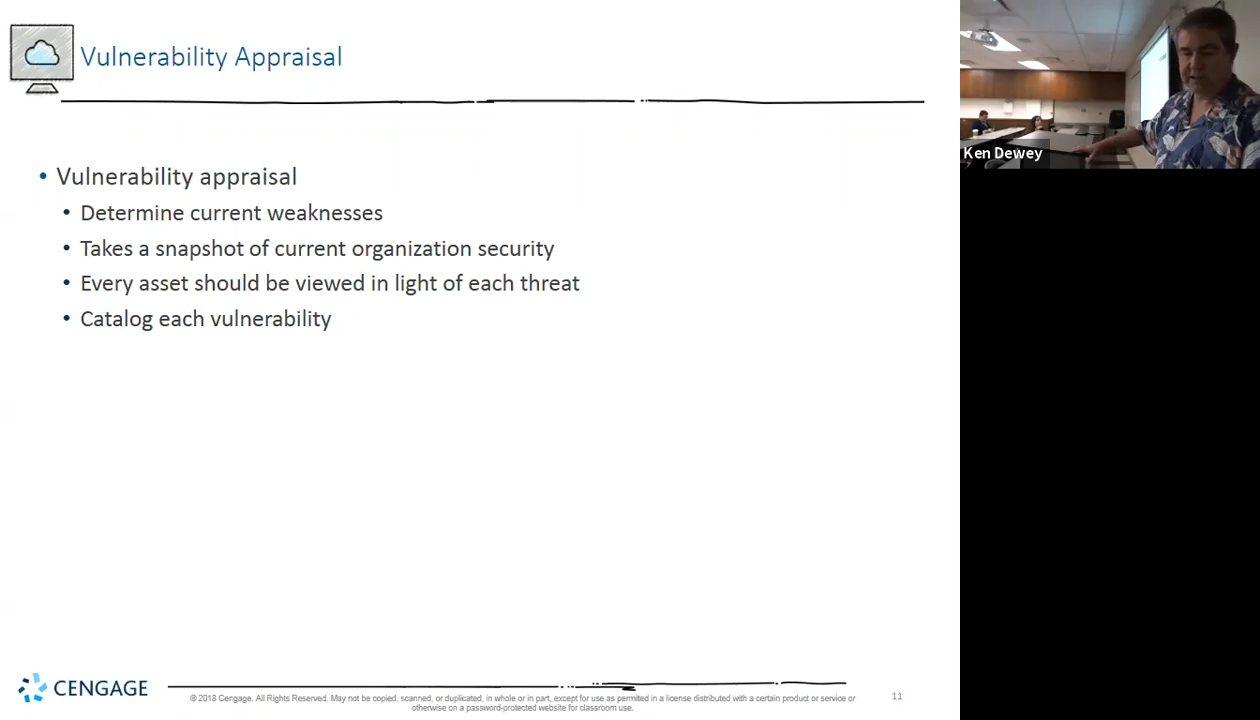 Vulnerability Appraisal
Ken Dewey
• Vulnerability appraisal
• Determine current weaknesses
• Takes a snapshot of current organization security
• Every asset should be viewed in light of each threat
• Catalog each vulnerability
CENGAGE
© 2018 Cengage. All Rights Reserved. May not be copied, scanned, or duplicated, in whole or in part, except for use as permitted in a license distributed with a certain product or service or
otherwise on a password-protected website for classroom use.
11